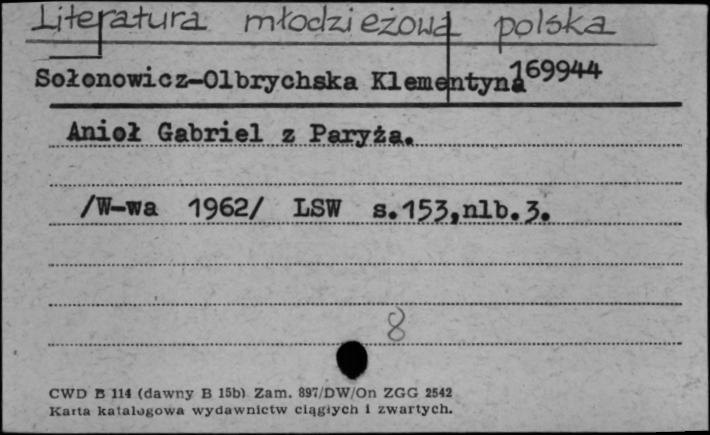 Literatura młodzieżowa polska
Sołonowicz-Olbrychska Klementyna 169944
Anioł Gabriel z Paryża.
/W-wa 1962/ LSW s.153,nlb.3.
8
CWD B 114 (dawny B 15b) Zam. 897/DW/On ZGG 2542
Karta katalogowa wydawnictw ciągłych i zwartych.